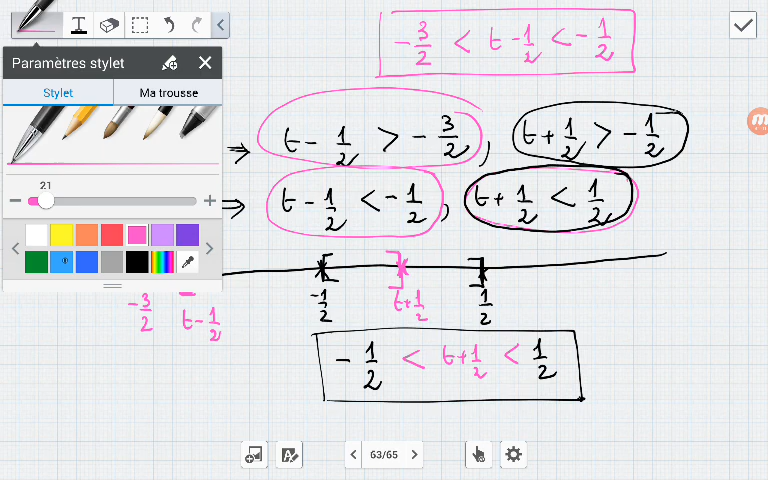 -3/2 < t-1/2 < -1/2
Paramètres stylet
Stylet Ma trousse
21
⇒ t - 1/2 > -3/2 , t + 1/2 > -1/2
⇒ t - 1/2 < -1/2 , t + 1/2 < 1/2
-1/2 t+1/2 1/2
-3/2 t-1/2
-1/2 < t+1/2 < 1/2
63/65